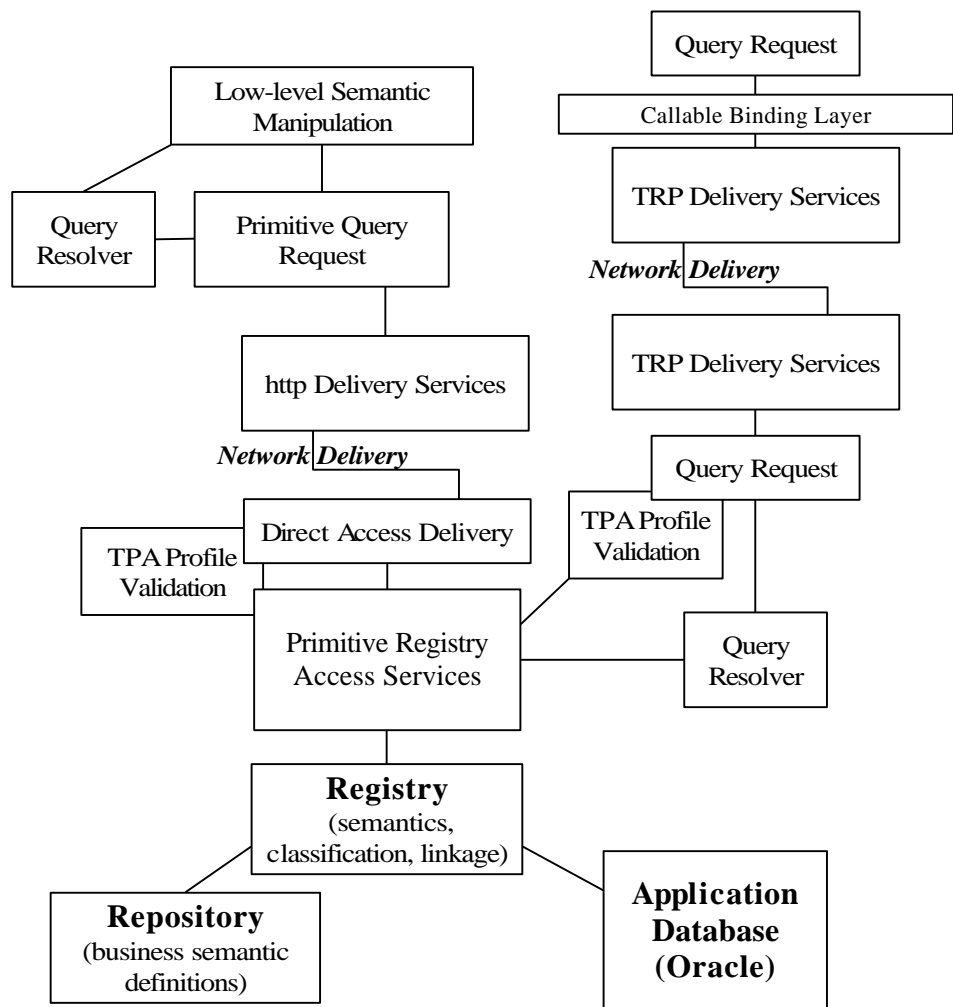 Query Request
Low-level Semantic
Manipulation
Callable Binding Layer
TRP Delivery Services
Query
Resolver
Primitive Query
Request
Network Delivery
TRP Delivery Services
http Delivery Services
Network Delivery
Query Request
Direct Access Delivery
TPA Profile
Validation
TPA Profile
Validation
Primitive Registry
Access Services
Query
Resolver
Registry
(semantics,
classification, linkage)
Repository
(business semantic
definitions)
Application
Database
(Oracle)